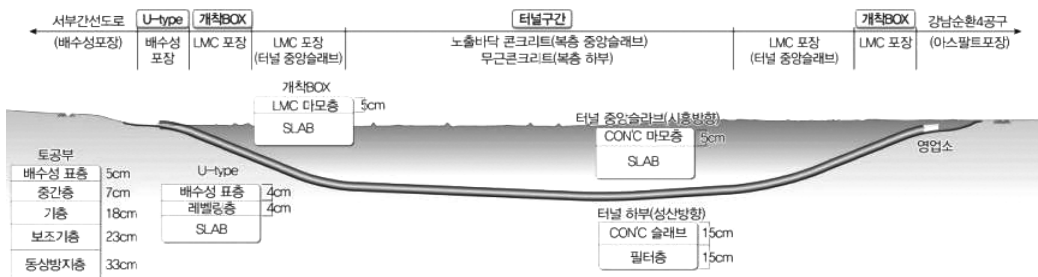 서부간선도로
(배수성포장)
U-type
배수성
포장
개착BOX
LMC 포장
LMC 포장
(터널 중앙슬래브)
터널구간
노출바닥 콘크리트(복층 중앙슬래브)
무근콘크리트(복층 하부)
LMC 포장
(터널 중앙슬래브)
개착BOX
LMC 포장
강남순환4공구
(아스팔트포장)
개착BOX
LMC 마모층 5cm
SLAB
터널 중앙슬라브(시흥방향)
CON'C 마모층 5cm
SLAB
영업소
토공부
배수성 표층 5cm
중간층 7cm
기층 18cm
보조기층 23cm
동상방지층 33cm
U-type
배수성 표층 4cm
레벨링층 4cm
SLAB
터널 하부(성산방향)
CON'C 슬래브 15cm
필터층 15cm